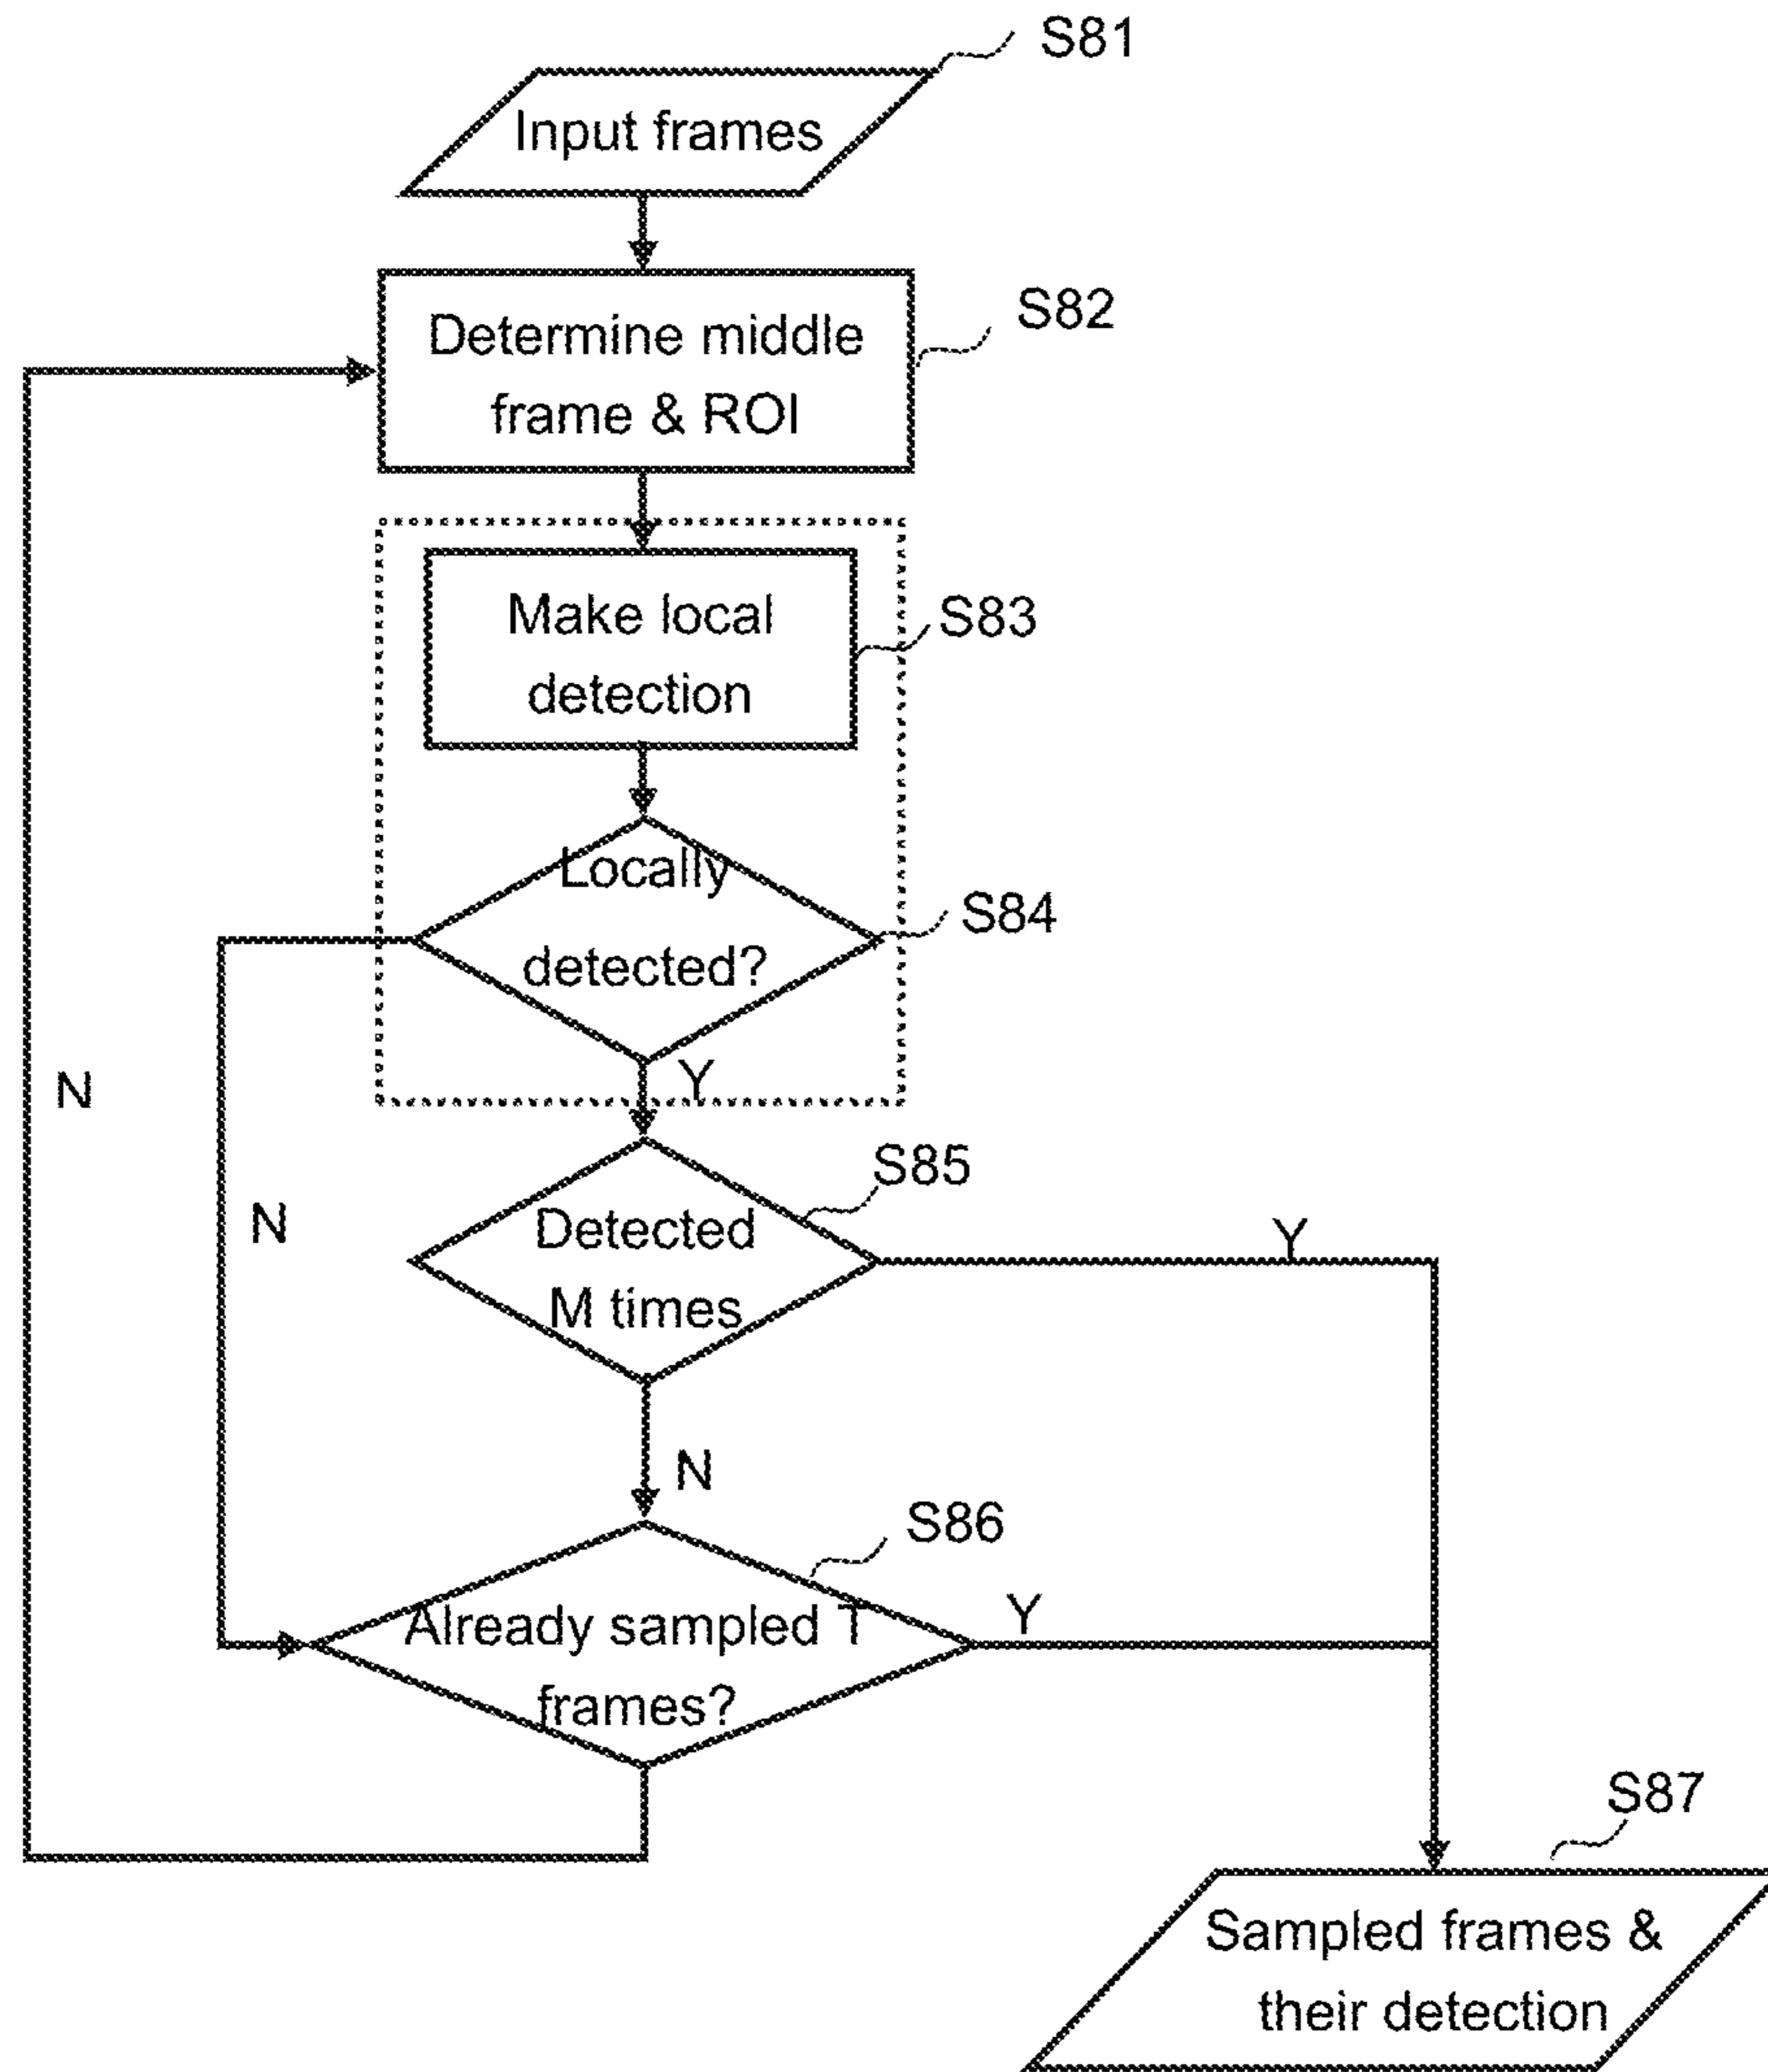 S81
Input frames
S82
Determine middle
frame & ROI
S83
Make local
detection
Locally
S84
detected?
Y
N
S85
N
Detected
Y
M times
N
S86
Already sampled T
Y
frames?
S87
Sampled frames &
their detection